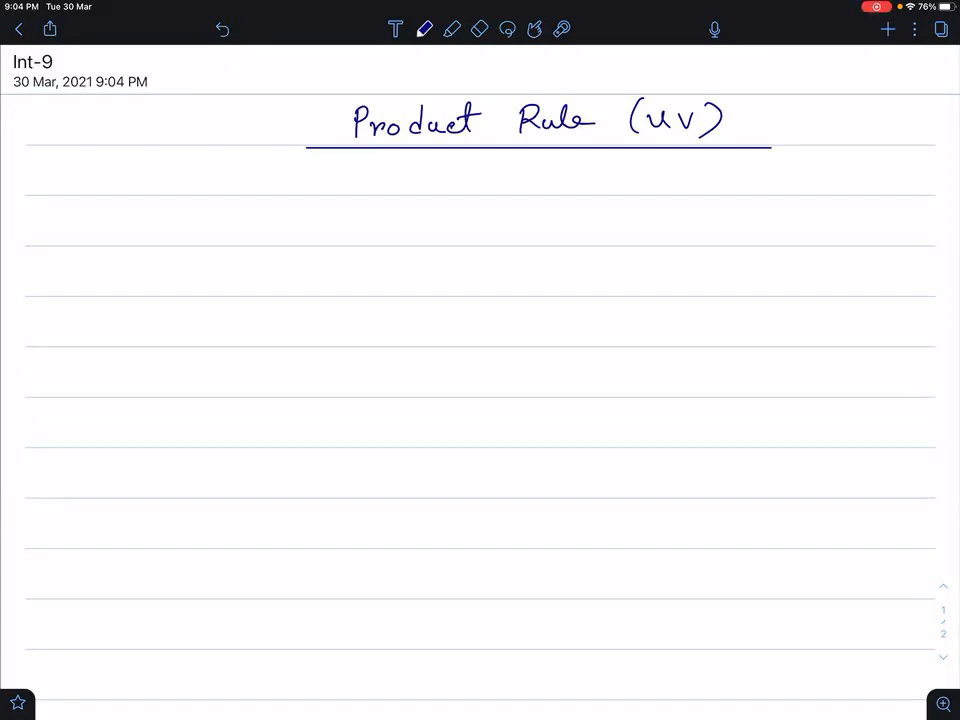 9:04 PM Tue 30 Mar
76%
T
Int-9
30 Mar, 2021 9:04 PM
Product Rule (uv)
1
/
2